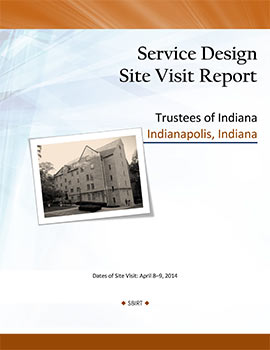 Service Design
Site Visit Report
Trustees of Indiana
Indianapolis, Indiana
Dates of Site Visit: April 8–9, 2014
◆ SBIRT ◆